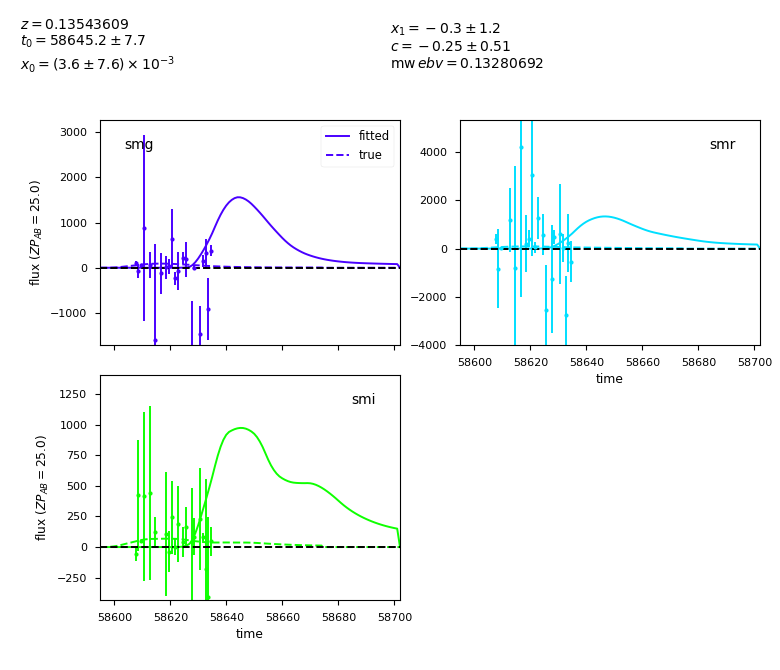 z = 0.13543609
t₀ = 58645.2 ± 7.7
x₀ = (3.6 ± 7.6) × 10⁻³
x₁ = −0.3 ± 1.2
c = −0.25 ± 0.51
mw ebv = 0.13280692
smg
fitted
true
3000
2000
1000
0
−1000
flux (ZP_AB = 25.0)
smr
4000
2000
0
−2000
−4000
58600 58620 58640 58660 58680 58700
time
smi
1250
1000
750
500
250
0
−250
flux (ZP_AB = 25.0)
58600 58620 58640 58660 58680 58700
time